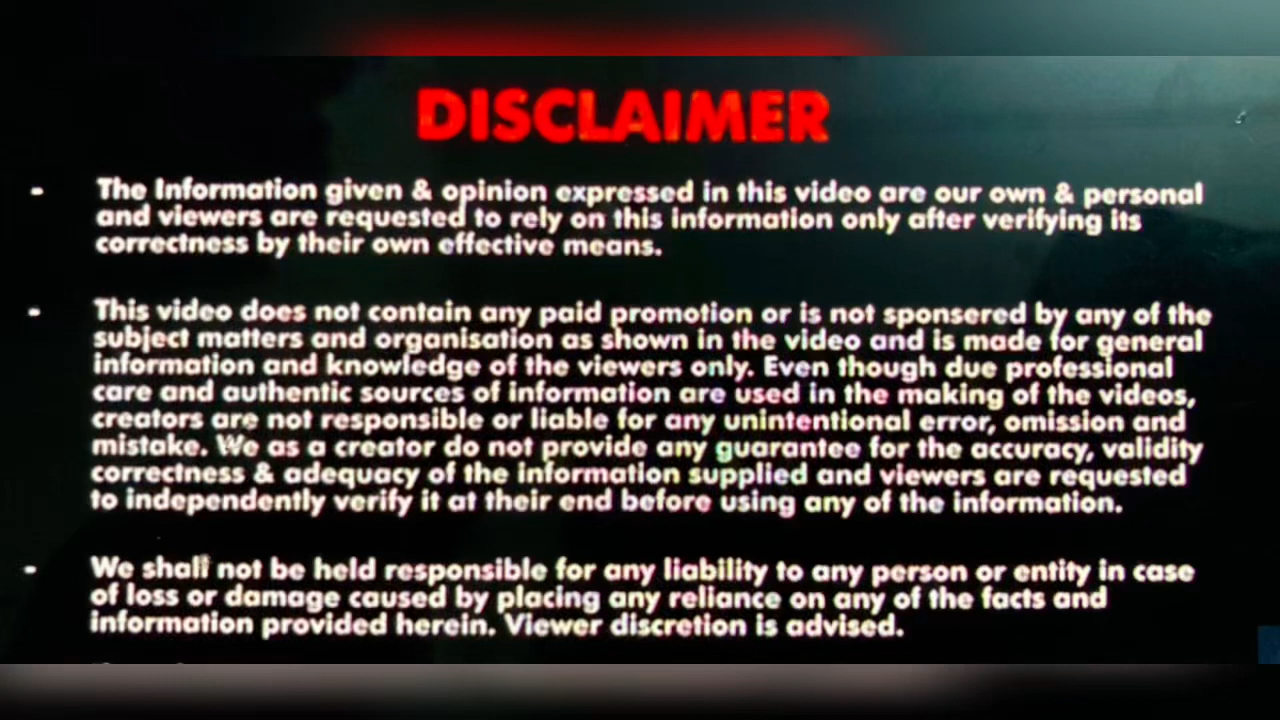 DISCLAIMER
- The Information given & opinion expressed in this video are our own & personal
and viewers are requested to rely on this information only after verifying its
correctness by their own effective means.
- This video does not contain any paid promotion or is not sponsered by any of the
subject matters and organisation as shown in the video and is made for general
information and knowledge of the viewers only. Even though due professional
care and authentic sources of information are used in the making of the videos,
creators are not responsible or liable for any unintentional error, omission and
mistake. We as a creator do not provide any guarantee for the accuracy, validity
correctness & adequacy of the information supplied and viewers are requested
to independently verify it at their end before using any of the information.
- We shall not be held responsible for any liability to any person or entity in case
of loss or damage caused by placing any reliance on any of the facts and
information provided herein. Viewer discretion is advised.